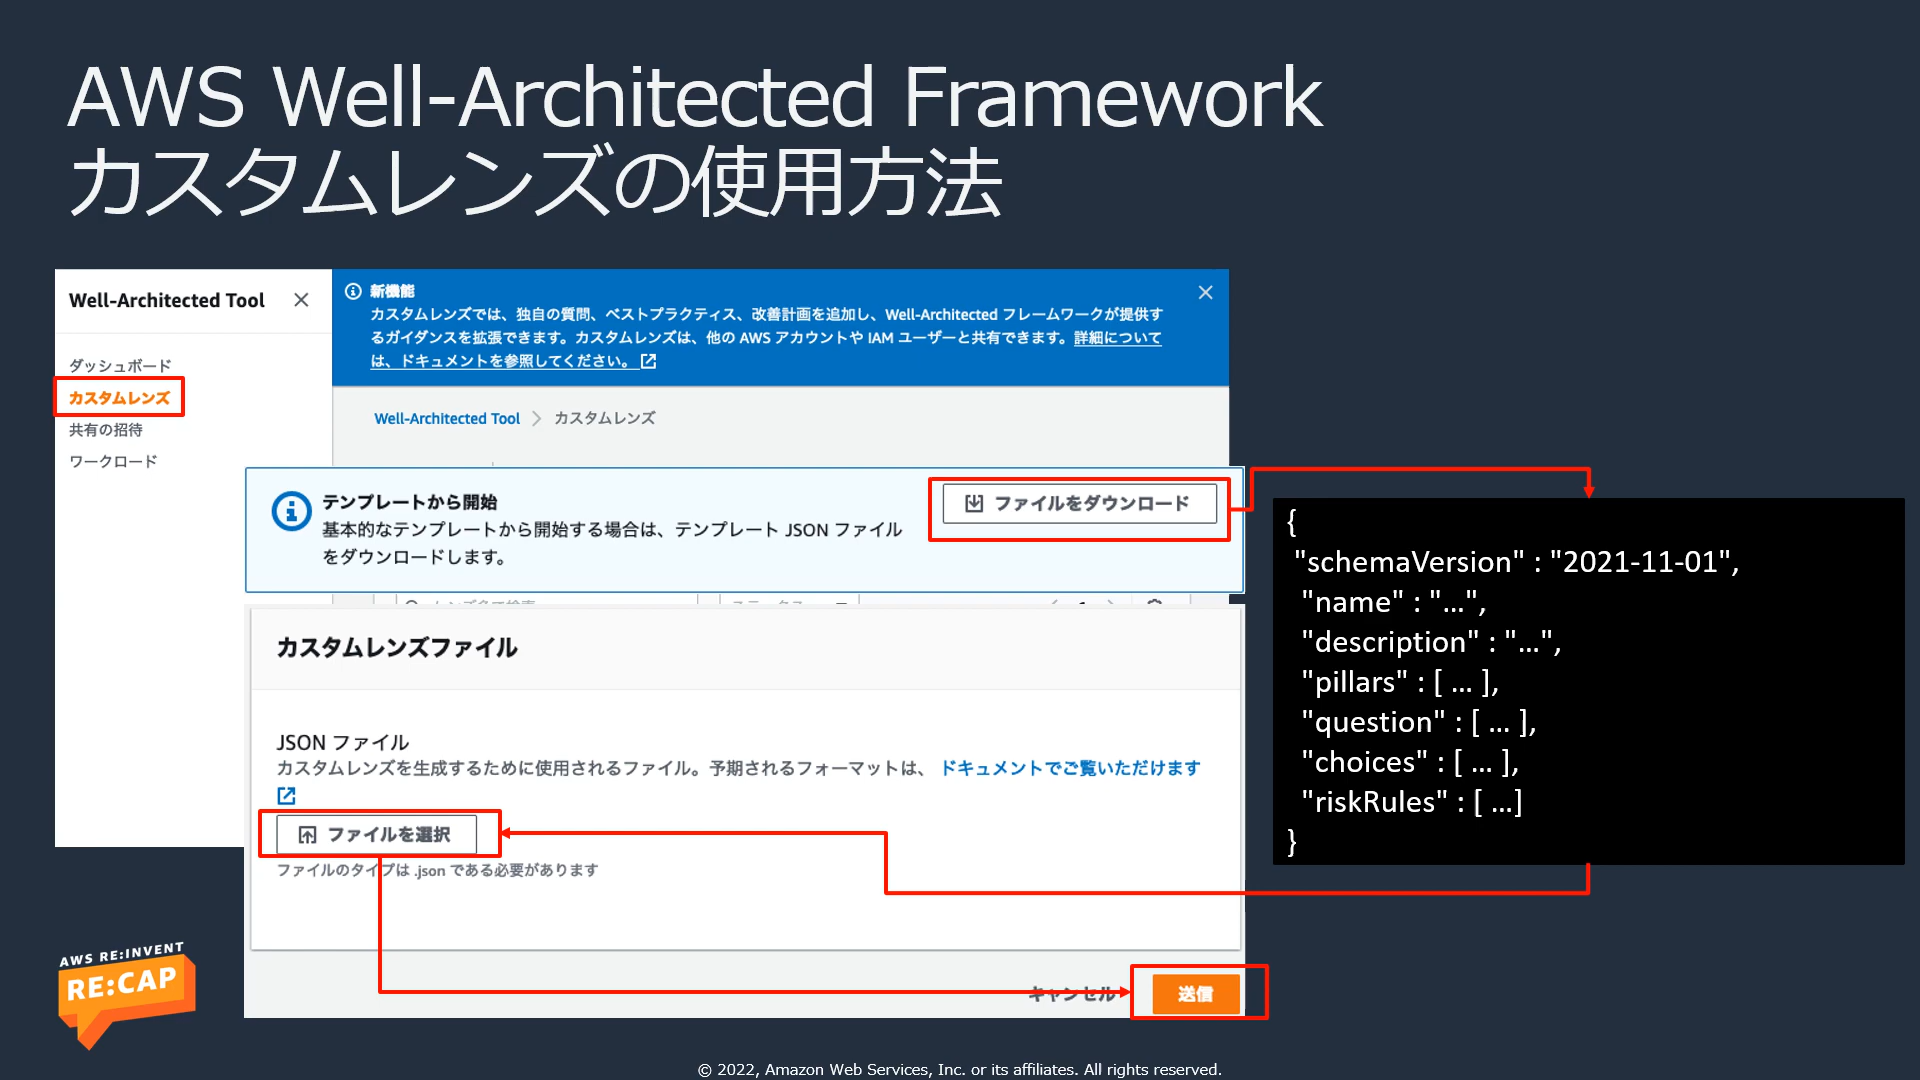 AWS Well-Architected Framework
カスタムレンズの使用方法
Well-Architected Tool
ダッシュボード
カスタムレンズ
共有の招待
ワークロード
新機能
カスタムレンズでは、独自の質問、ベストプラクティス、改善計画を追加し、Well-Architected フレームワークが提供す
るガイダンスを拡張できます。カスタムレンズは、他の AWS アカウントや IAM ユーザーと共有できます。詳細について
は、ドキュメントを参照してください。
Well-Architected Tool > カスタムレンズ
テンプレートから開始
基本的なテンプレートから開始する場合は、テンプレート JSON ファイル
をダウンロードします。
ファイルをダウンロード
カスタムレンズファイル
JSON ファイル
カスタムレンズを生成するために使用されるファイル。予期されるフォーマットは、 ドキュメントでご覧いただけます
ファイルを選択
ファイルのタイプは .json である必要があります
キャンセル
送信
{
"schemaVersion" : "2021-11-01",
"name" : "...",
"description" : "...",
"pillars" : [ ... ],
"question" : [ ... ],
"choices" : [ ... ],
"riskRules" : [ ...]
}
AWS RE:INVENT
RE:CAP
© 2022, Amazon Web Services, Inc. or its affiliates. All rights reserved.